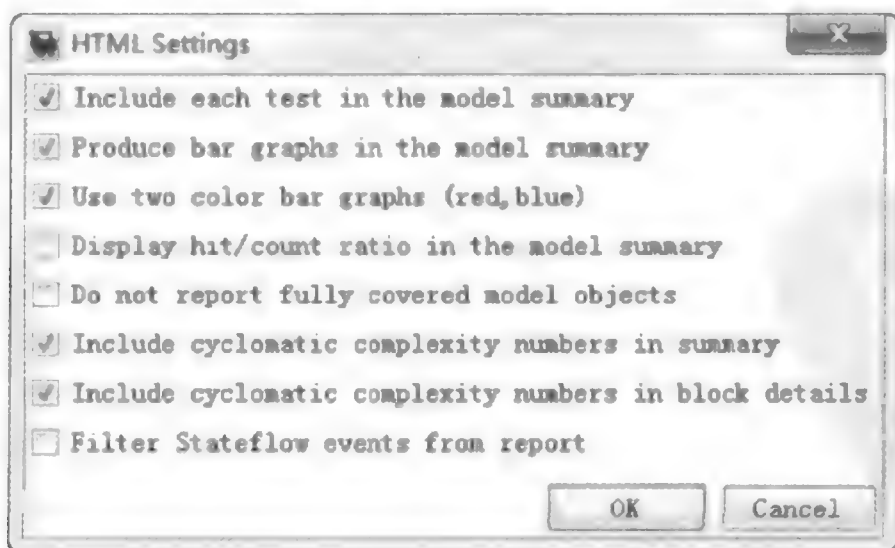 HTML Settings
Include each test in the model summary
Produce bar graphs in the model summary
Use two color bar graphs (red,blue)
Display hit/count ratio in the model summary
Do not report fully covered model objects
Include cyclomatic complexity numbers in summary
Include cyclomatic complexity numbers in block details
Filter Stateflow events from report
OK Cancel